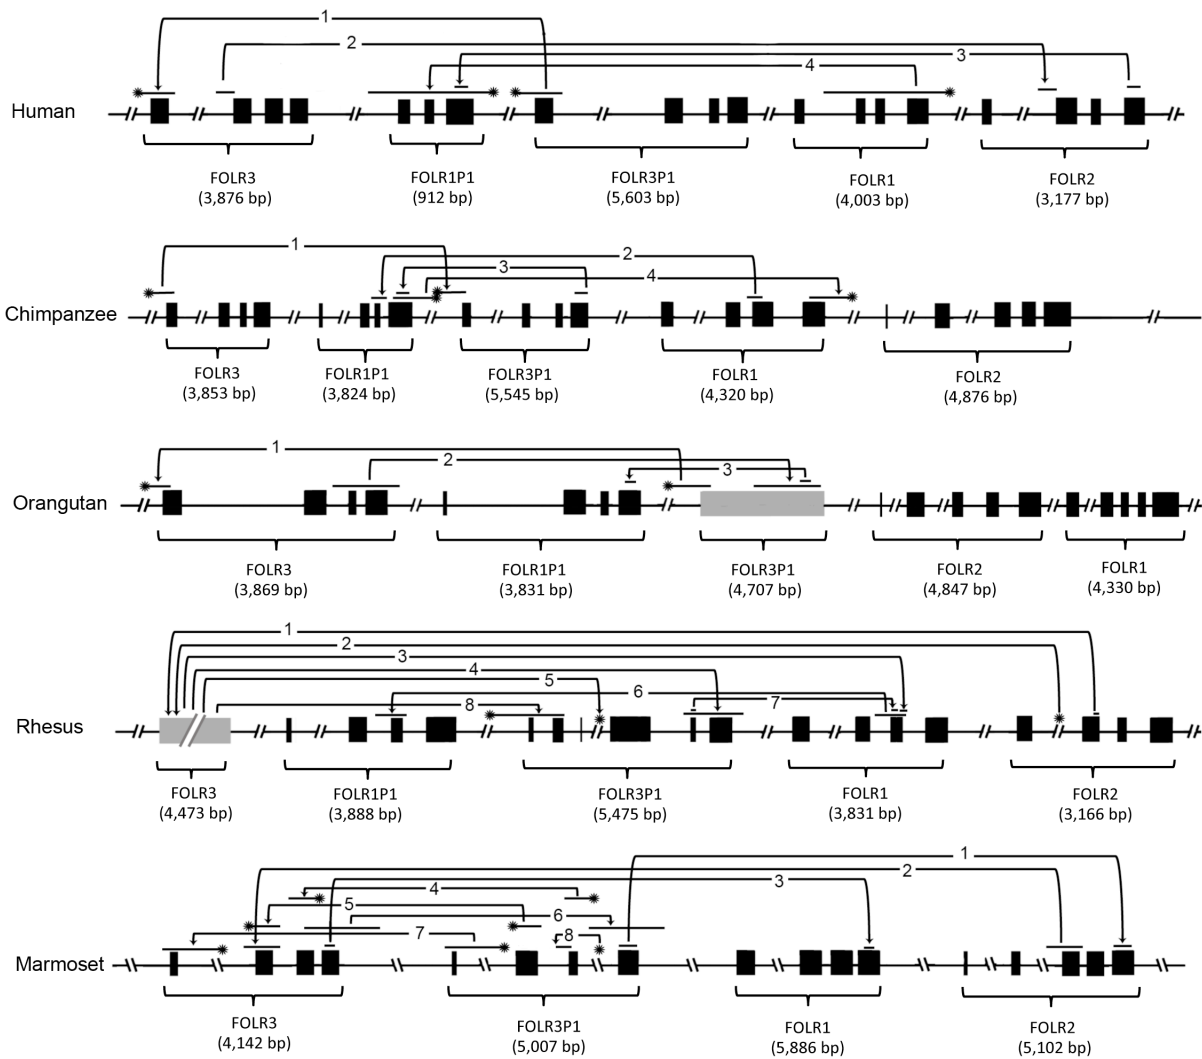 1
2
3
4
Human
FOLR3
(3,876 bp)
FOLR1P1
(912 bp)
FOLR3P1
(5,603 bp)
FOLR1
(4,003 bp)
FOLR2
(3,177 bp)
1
2
3
4
Chimpanzee
FOLR3
(3,853 bp)
FOLR1P1
(3,824 bp)
FOLR3P1
(5,545 bp)
FOLR1
(4,320 bp)
FOLR2
(4,876 bp)
1
2
3
Orangutan
FOLR3
(3,869 bp)
FOLR1P1
(3,831 bp)
FOLR3P1
(4,707 bp)
FOLR2
(4,847 bp)
FOLR1
(4,330 bp)
1
2
3
4
5
6
7
8
Rhesus
FOLR3
(4,473 bp)
FOLR1P1
(3,888 bp)
FOLR3P1
(5,475 bp)
FOLR1
(3,831 bp)
FOLR2
(3,166 bp)
1
2
3
4
5
6
7
8
Marmoset
FOLR3
(4,142 bp)
FOLR3P1
(5,007 bp)
FOLR1
(5,886 bp)
FOLR2
(5,102 bp)